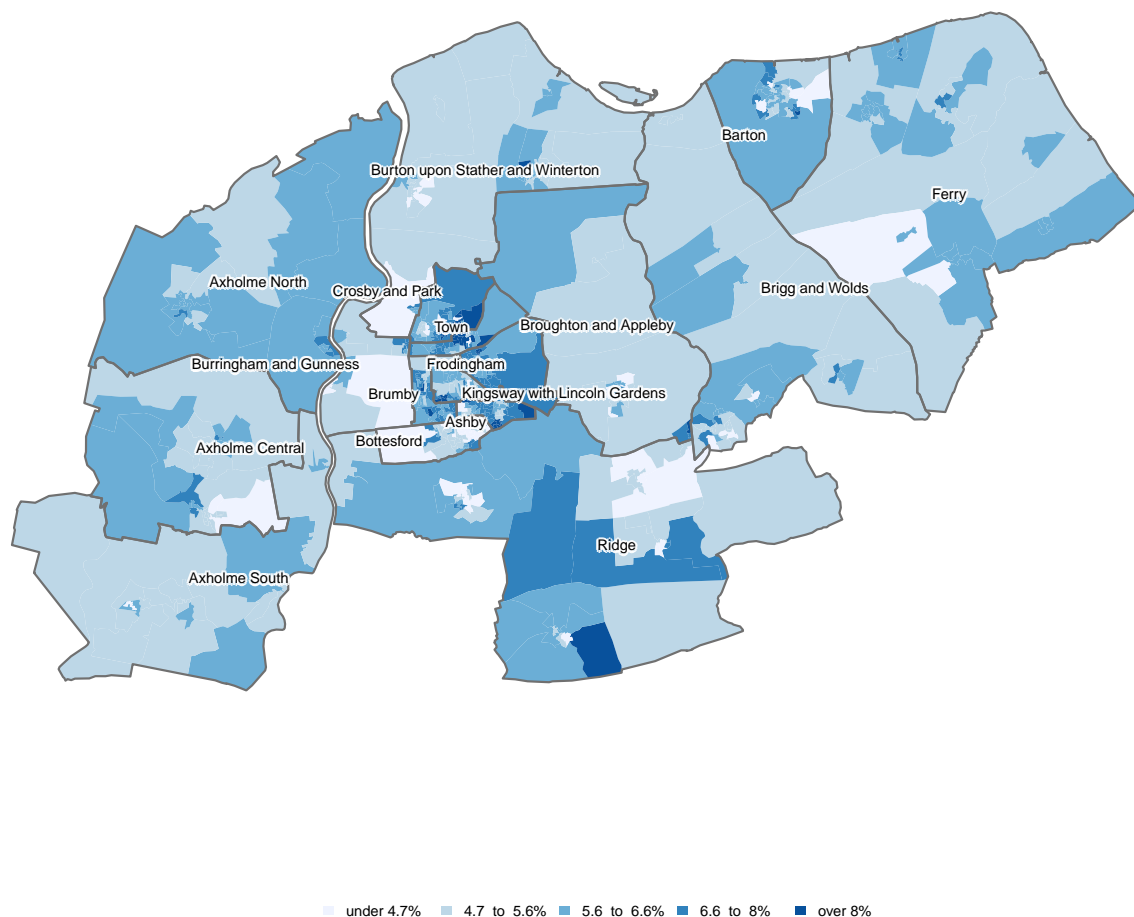 Barton
Burton upon Stather and Winterton
Ferry
Axholme North
Crosby and Park
Brigg and Wolds
Town
Broughton and Appleby
Burringham and Gunness
Frodingham
Brumby
Kingsway with Lincoln Gardens
Ashby
Bottesford
Axholme Central
Ridge
Axholme South
under 4.7% 4.7 to 5.6% 5.6 to 6.6% 6.6 to 8% over 8%